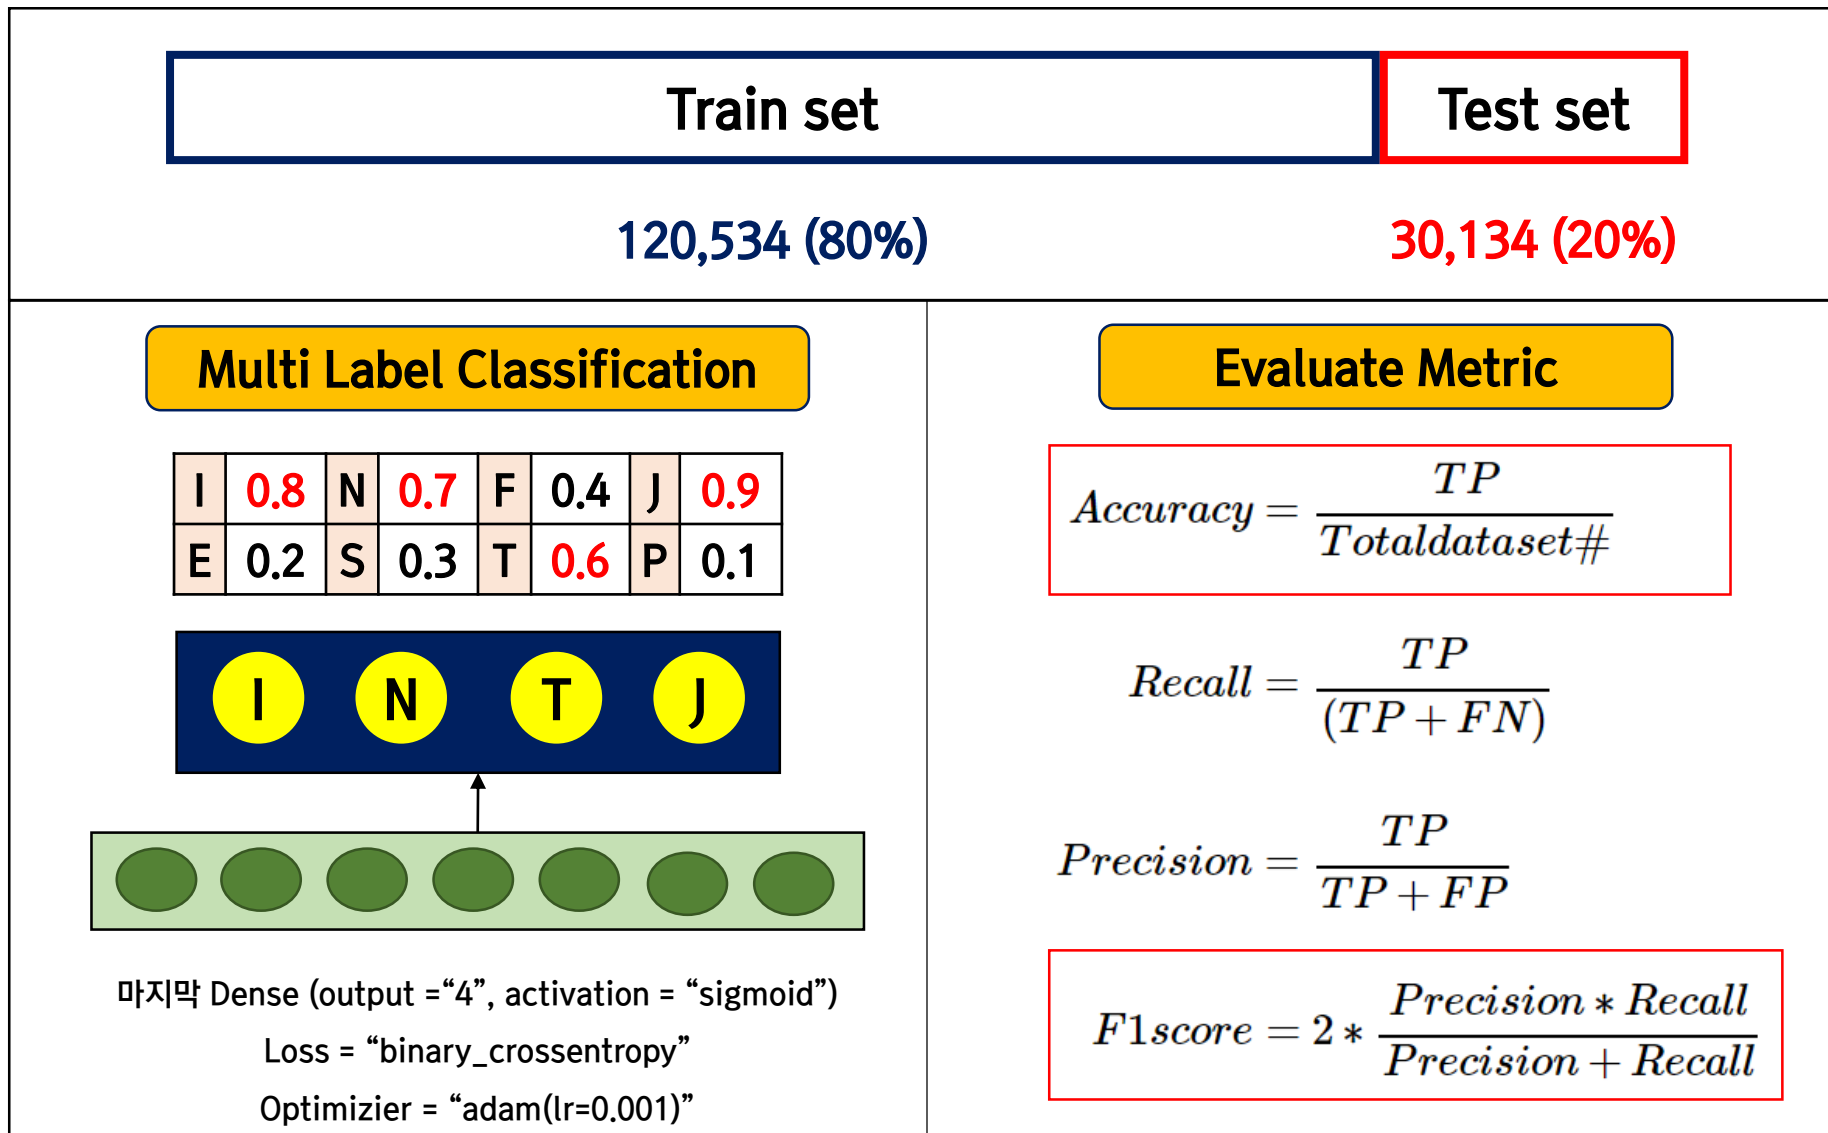 Train set
Test set
120,534 (80%)
30,134 (20%)
Multi Label Classification
I 0.8 N 0.7 F 0.4 J 0.9
E 0.2 S 0.3 T 0.6 P 0.1
I N T J
마지막 Dense (output =“4”, activation = “sigmoid”)
Loss = “binary_crossentropy”
Optimizier = “adam(lr=0.001)”
Evaluate Metric
Accuracy = TP / Totaldataset#
Recall = TP / (TP + FN)
Precision = TP / TP + FP
F1score = 2 * Precision * Recall / Precision + Recall